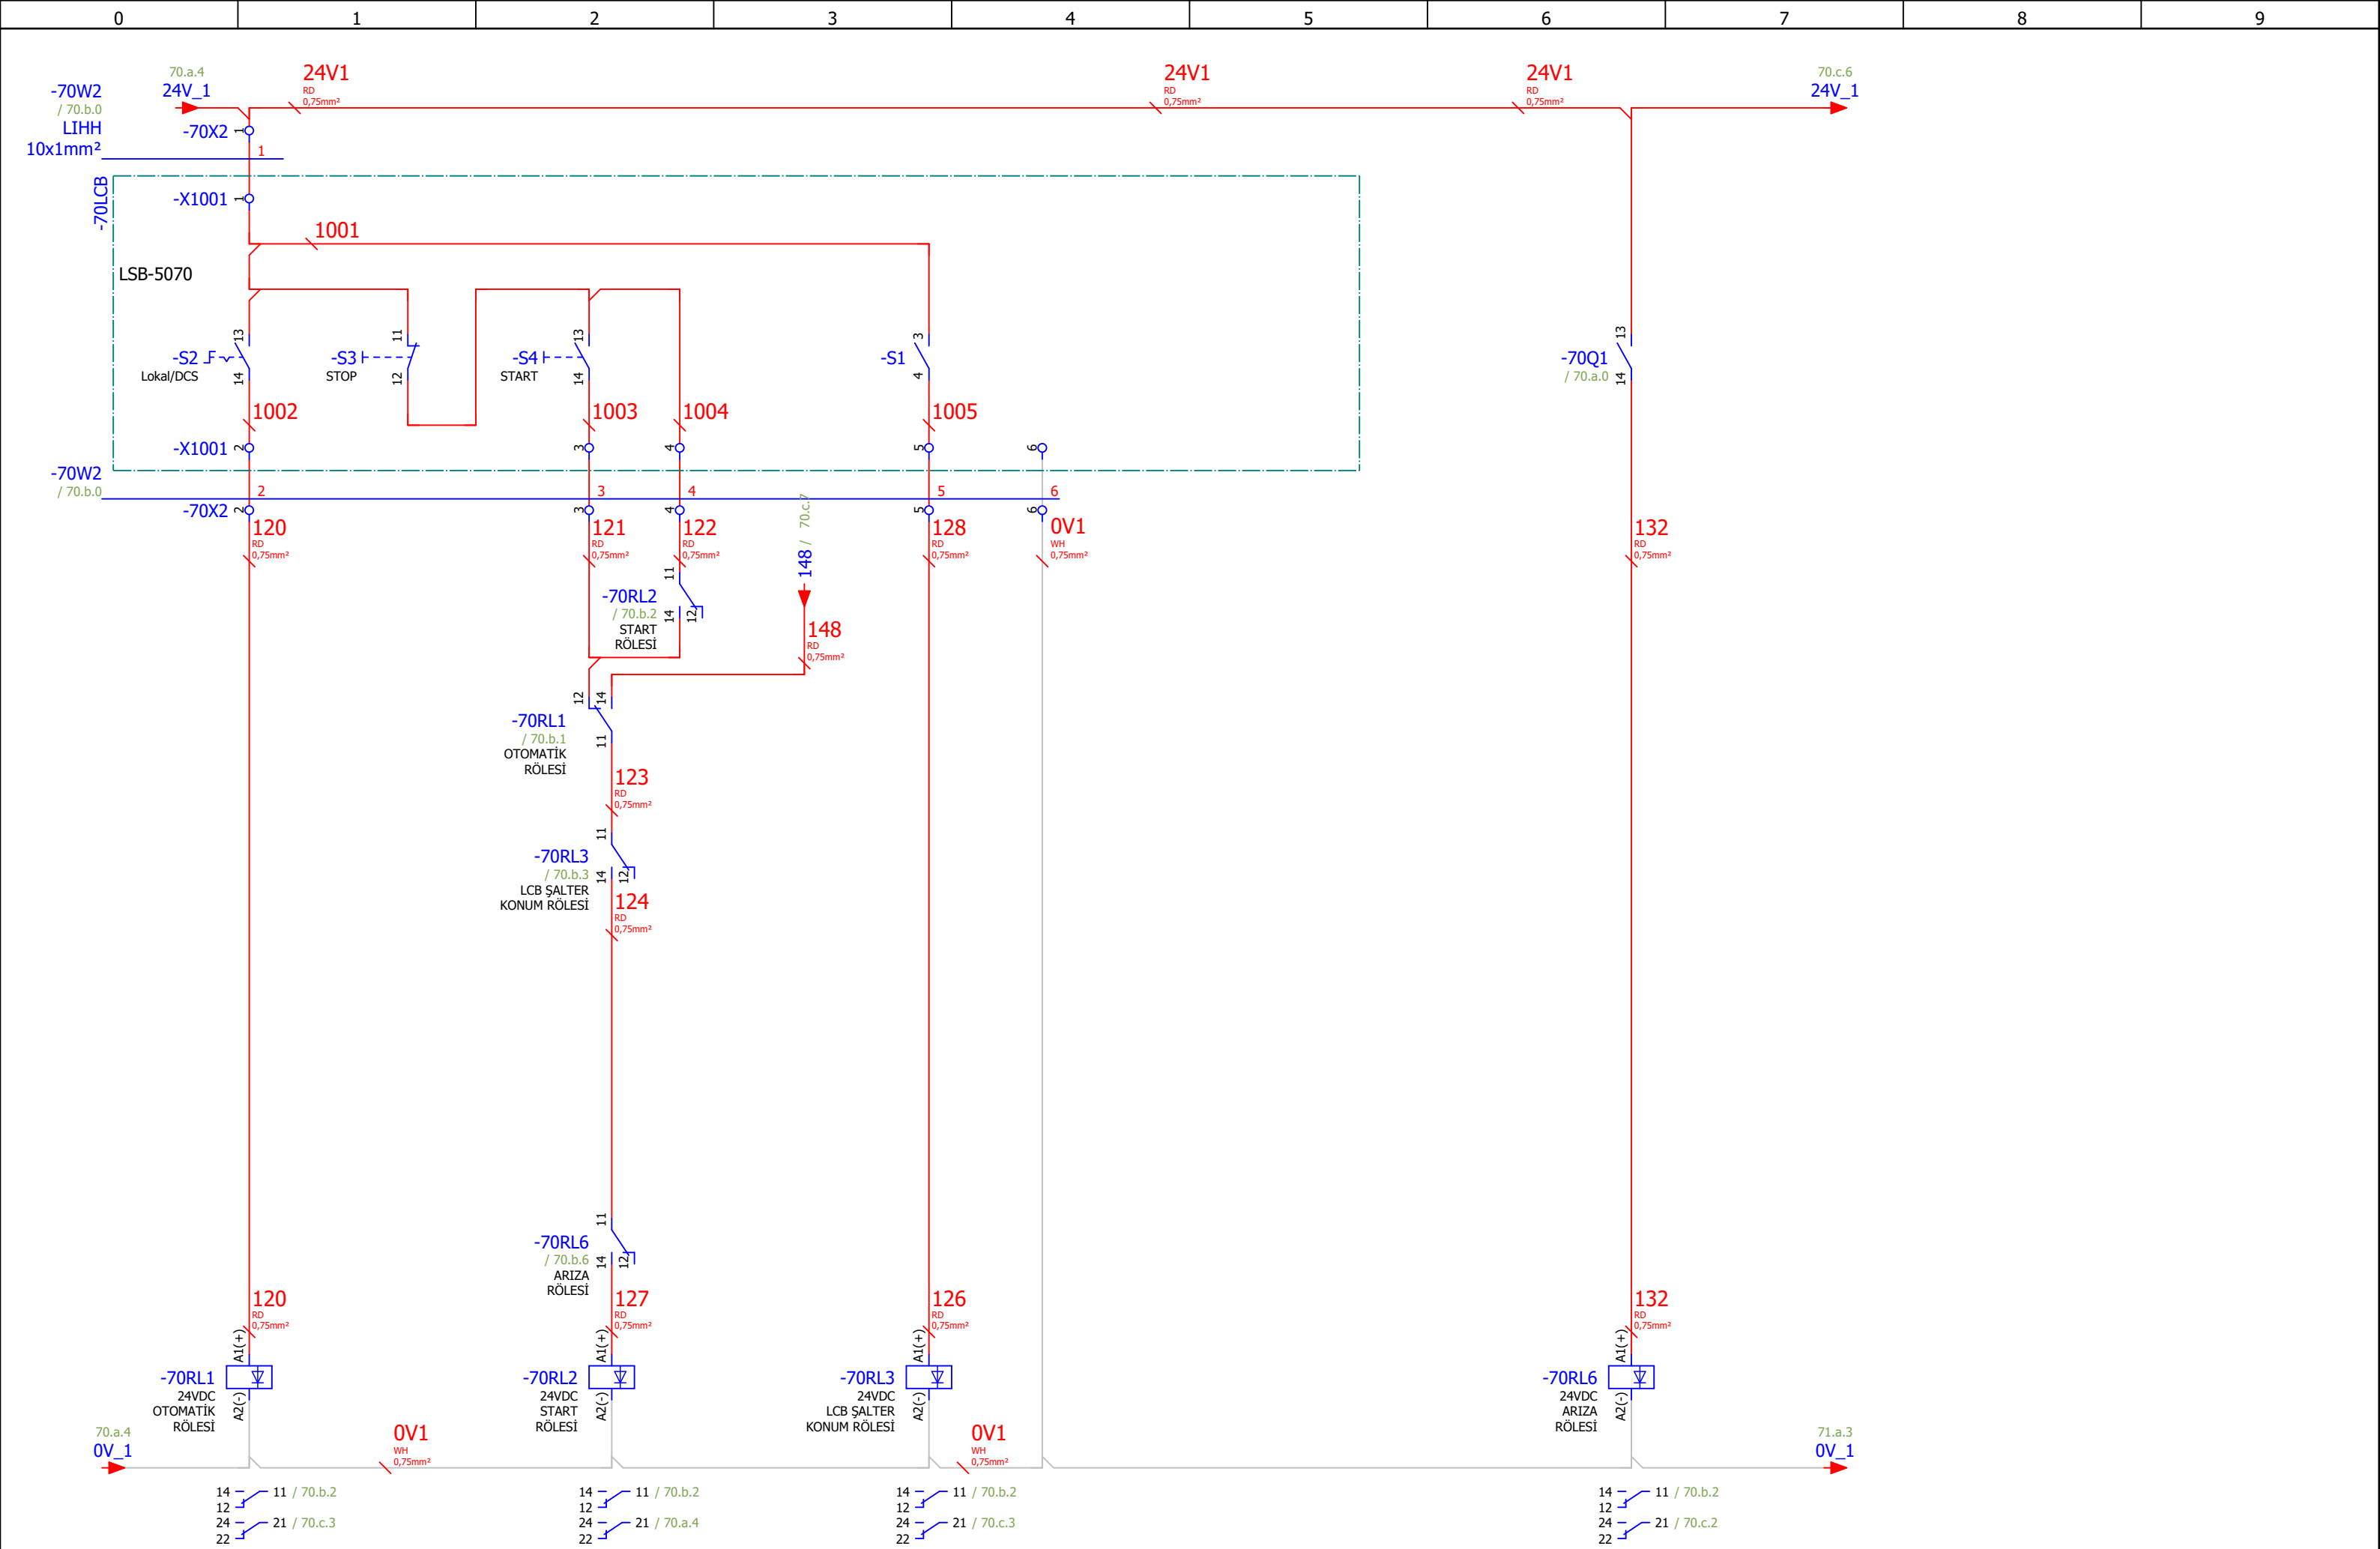 0 1 2 3 4 5 6 7 8 9
70.a.4
24V_1
24V1
RD
0,75mm²
24V1
RD
0,75mm²
24V1
RD
0,75mm²
70.c.6
24V_1
-70W2
/ 70.b.0
LIHH
10x1mm²
-70X2 1
1
-70LCB
-X1001 1
1001
LSB-5070
-S2
Lokal/DCS
13
14
-S3
STOP
11
12
-S4
START
13
14
-S1
3
4
-70Q1
/ 70.a.0
13
14
1002
1003
1004
1005
-X1001 2 3 4 5 6
-70W2
/ 70.b.0
2 3 4 5 6
-70X2 2 3 4 5 6
120
RD
0,75mm²
121
RD
0,75mm²
122
RD
0,75mm²
148 / 70.c.7
128
RD
0,75mm²
0V1
WH
0,75mm²
132
RD
0,75mm²
-70RL2
/ 70.b.2
START
RÖLESİ
11
14
12
148
RD
0,75mm²
-70RL1
/ 70.b.1
OTOMATİK
RÖLESİ
12
14
11
123
RD
0,75mm²
-70RL3
/ 70.b.3
LCB ŞALTER
KONUM RÖLESİ
11
14
12
124
RD
0,75mm²
-70RL6
/ 70.b.6
ARIZA
RÖLESİ
11
14
12
120
RD
0,75mm²
127
RD
0,75mm²
126
RD
0,75mm²
132
RD
0,75mm²
-70RL1
24VDC
OTOMATİK
RÖLESİ
A1(+)
A2(-)
-70RL2
24VDC
START
RÖLESİ
A1(+)
A2(-)
-70RL3
24VDC
LCB ŞALTER
KONUM RÖLESİ
A1(+)
A2(-)
-70RL6
24VDC
ARIZA
RÖLESİ
A1(+)
A2(-)
70.a.4
0V_1
0V1
WH
0,75mm²
0V1
WH
0,75mm²
71.a.3
0V_1
14 11 / 70.b.2
12
24 21 / 70.c.3
22
14 11 / 70.b.2
12
24 21 / 70.a.4
22
14 11 / 70.b.2
12
24 21 / 70.c.3
22
14 11 / 70.b.2
12
24 21 / 70.c.2
22